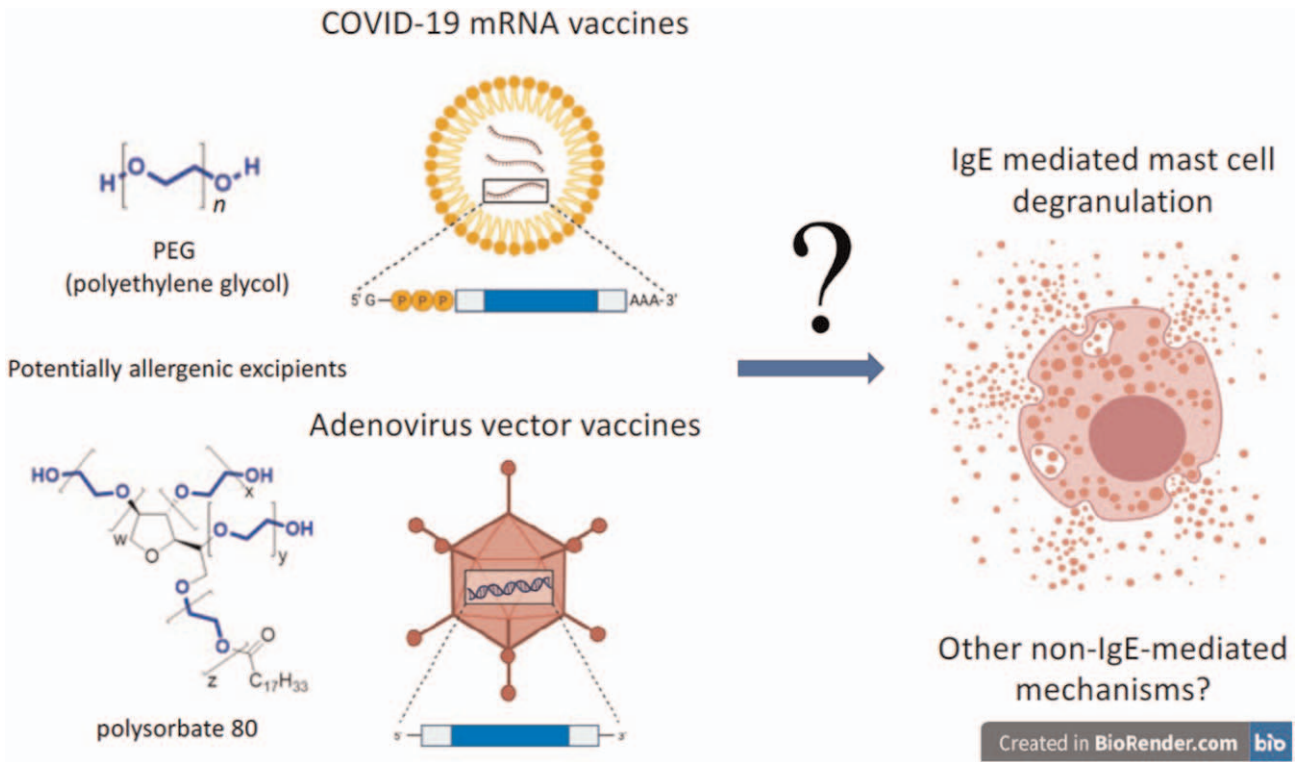 COVID-19 mRNA vaccines
H
O
O
H
n
PEG
(polyethylene glycol)
5' G
P P P
AAA-3'
Potentially allergenic excipients
?
IgE mediated mast cell
degranulation
Adenovirus vector vaccines
HO
O
O
OH
x
w
O
O
OH
y
O
O
O
z
C17H33
polysorbate 80
5'
3'
Other non-IgE-mediated
mechanisms?
Created in BioRender.com bio